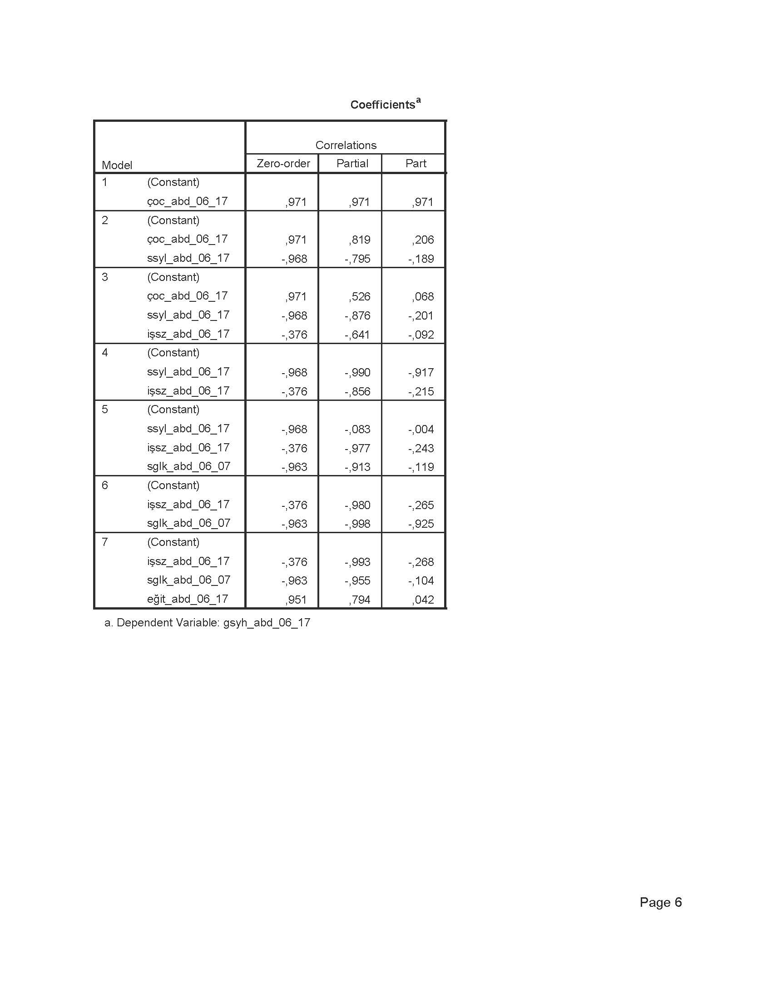 Coefficientsa
Correlations
Model Zero-order Partial Part
1 (Constant)
çoc_abd_06_17 ,971 ,971 ,971
2 (Constant)
çoc_abd_06_17 ,971 ,819 ,206
ssyl_abd_06_17 -,968 -,795 -,189
3 (Constant)
çoc_abd_06_17 ,971 ,526 ,068
ssyl_abd_06_17 -,968 -,876 -,201
işsz_abd_06_17 -,376 -,641 -,092
4 (Constant)
ssyl_abd_06_17 -,968 -,990 -,917
işsz_abd_06_17 -,376 -,856 -,215
5 (Constant)
ssyl_abd_06_17 -,968 -,083 -,004
işsz_abd_06_17 -,376 -,977 -,243
sglk_abd_06_07 -,963 -,913 -,119
6 (Constant)
işsz_abd_06_17 -,376 -,980 -,265
sglk_abd_06_07 -,963 -,998 -,925
7 (Constant)
işsz_abd_06_17 -,376 -,993 -,268
sglk_abd_06_07 -,963 -,955 -,104
eğit_abd_06_17 ,951 ,794 ,042
a. Dependent Variable: gsyh_abd_06_17
Page 6